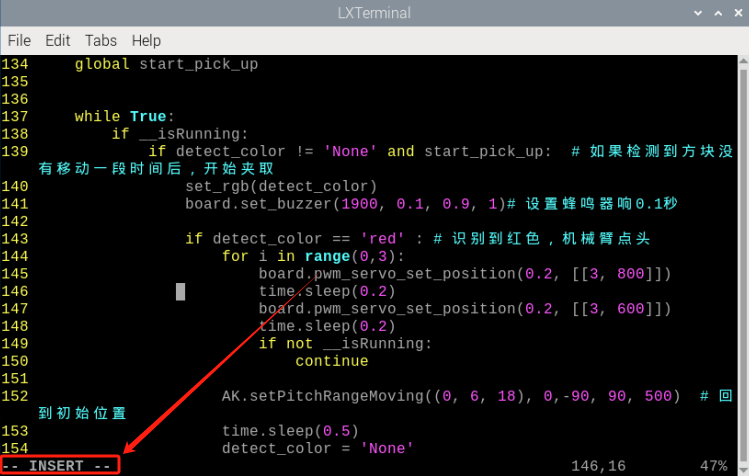 LXTerminal
File Edit Tabs Help
134     global start_pick_up
135
136
137     while True:
138         if __isRunning:
139             if detect_color != 'None' and start_pick_up:  # 如果检测到方块没
有移动一段时间后，开始夹取
140                 set_rgb(detect_color)
141                 board.set_buzzer(1900, 0.1, 0.9, 1)# 设置蜂鸣器响0.1秒
142
143                 if detect_color == 'red' : # 识别到红色，机械臂点头
144                     for i in range(0,3):
145                         board.pwm_servo_set_position(0.2, [[3, 800]])
146                         time.sleep(0.2)
147                         board.pwm_servo_set_position(0.2, [[3, 600]])
148                         time.sleep(0.2)
149                         if not __isRunning:
150                             continue
151
152                     AK.setPitchRangeMoving((0, 6, 18), 0,-90, 90, 500)  # 回
到初始位置
153                     time.sleep(0.5)
154                     detect_color = 'None'
-- INSERT -- 146,16 47%